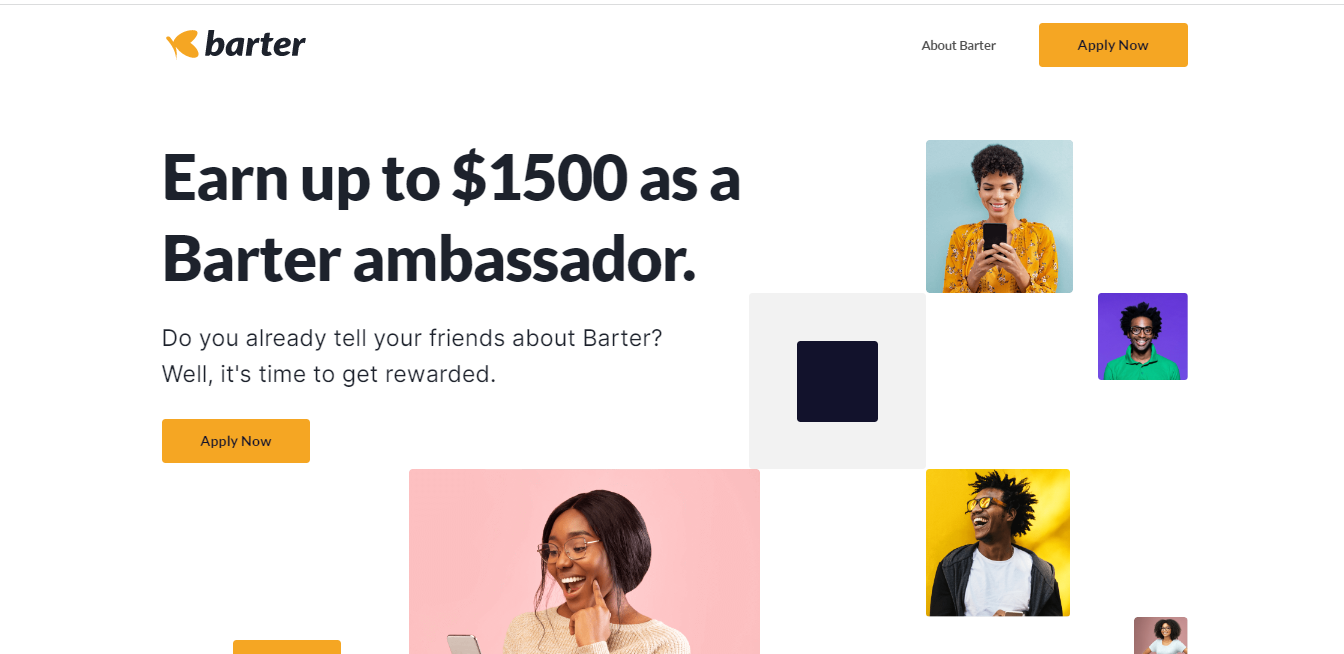 barter
About Barter
Apply Now
Earn up to $1500 as a
Barter ambassador.
Do you already tell your friends about Barter?
Well, it's time to get rewarded.
Apply Now